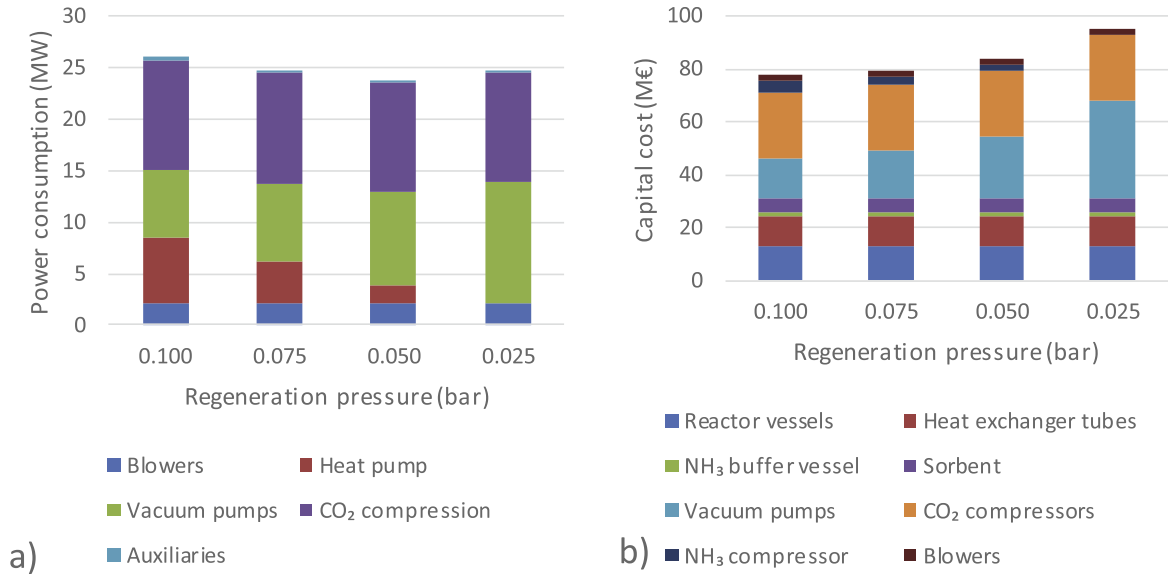 30
25
20
15
10
5
0
Power consumption (MW)
0.100 0.075 0.050 0.025
Regeneration pressure (bar)
Blowers Heat pump
Vacuum pumps CO₂ compression
Auxiliaries
a)
100
80
60
40
20
0
Capital cost (M€)
0.100 0.075 0.050 0.025
Regeneration pressure (bar)
Reactor vessels Heat exchanger tubes
NH₃ buffer vessel Sorbent
Vacuum pumps CO₂ compressors
NH₃ compressor Blowers
b)